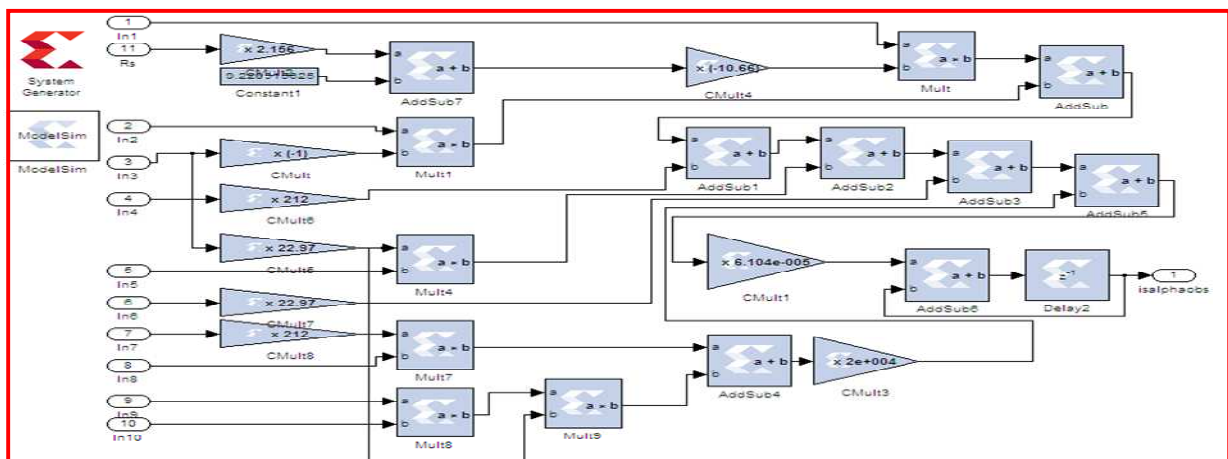 System
Generator
ModelSim
ModelSim
1
In1
11
Rs
x 2.156
Constant1
a
b
a + b
AddSub7
x (-10.66)
CMult4
a
b
a × b
Mult
a
b
a + b
AddSub
2
In2
3
In3
x (-1)
CMult
a
b
a × b
Mult1
4
In4
x 212
CMult6
a
b
a + b
AddSub1
a
b
a + b
AddSub2
a
b
a + b
AddSub3
a
b
a + b
AddSub5
x 22.97
a
b
a × b
Mult4
5
In5
x 6.104e-005
CMult1
a
b
a + b
AddSub6
z-1
Delay2
1
isalphaobs
6
In6
x 22.97
CMult7
7
In7
x 212
CMult8
8
In8
a
b
a × b
Mult7
a
b
a + b
AddSub4
x 2e+004
CMult3
9
In9
10
In10
a
b
a × b
Mult8
a
b
a × b
Mult9